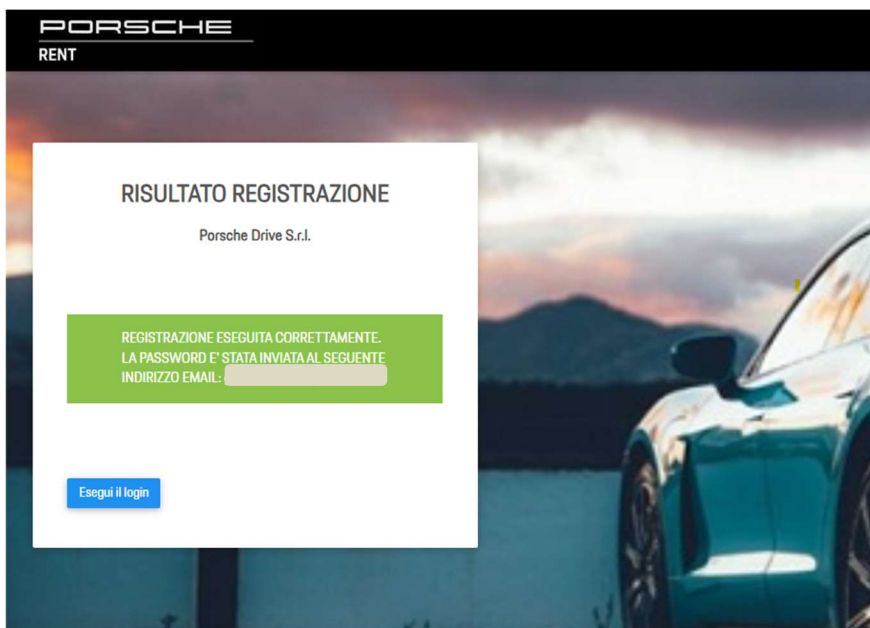 PORSCHE
RENT
RISULTATO REGISTRAZIONE
Porsche Drive S.r.l.
REGISTRAZIONE ESEGUITA CORRETTAMENTE.
LA PASSWORD E' STATA INVIATA AL SEGUENTE
INDIRIZZO EMAIL:
Esegui il login